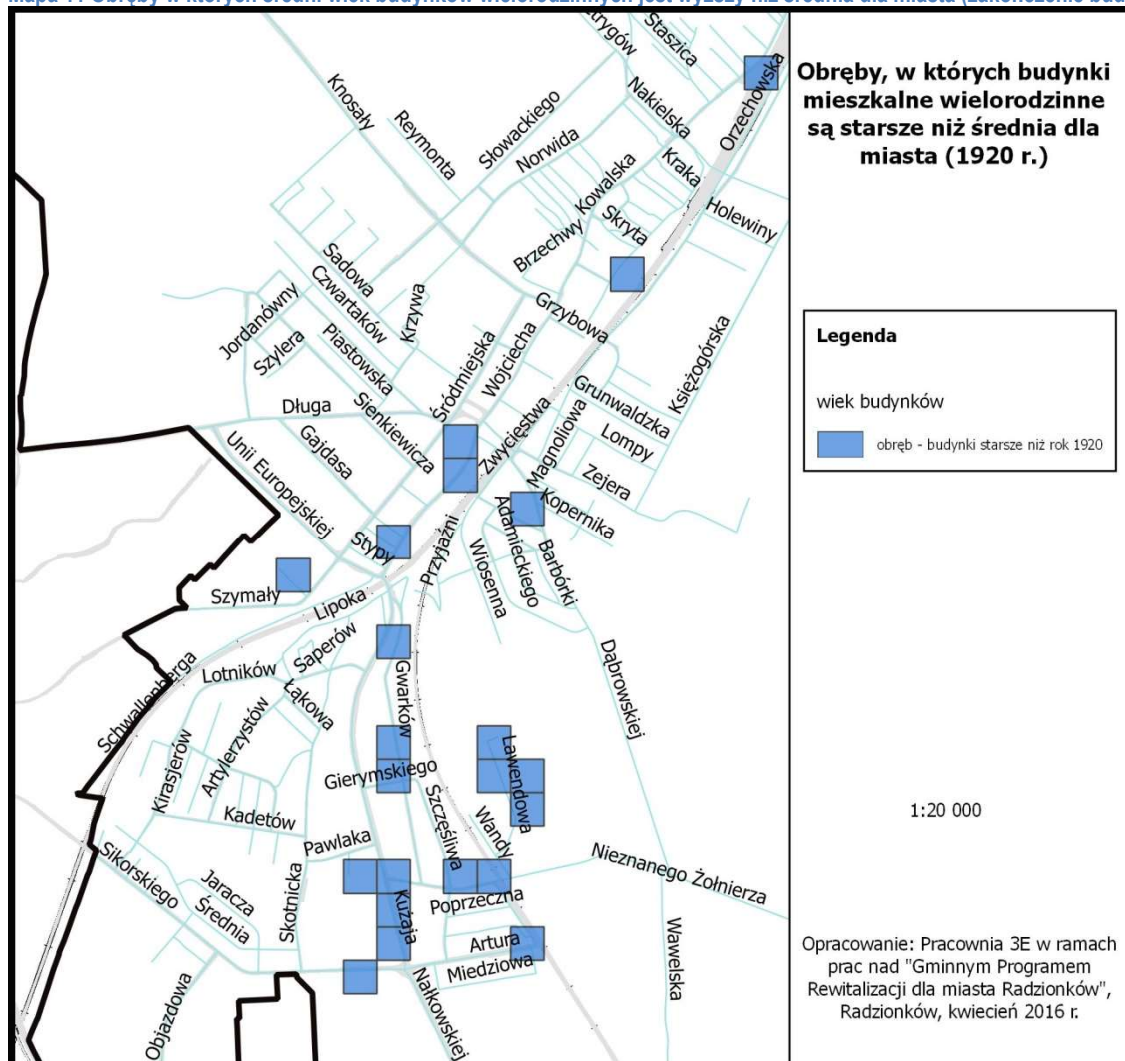 Obręby, w których budynki
mieszkalne wielorodzinne
są starsze niż średnia dla
miasta (1920 r.)
Legenda
wiek budynków
obręb - budynki starsze niż rok 1920
1:20 000
Opracowanie: Pracownia 3E w ramach
prac nad "Gminnym Programem
Rewitalizacji dla miasta Radzionków",
Radzionków, kwiecień 2016 r.
Staszica
Knosały
Reymonta
Słowackiego
Norwida
Nakielska
Orzechowska
Kowalska
Kraka
Holewiny
Skryta
Brzechwy
Sadowa
Czwartaków
Krzywa
Jordanówny
Szylera
Piastowska
Śródmiejska
Wojciecha
Grzybowa
Księżogórska
Długa
Sienkiewicza
Gajdasa
Unii Europejskiej
Zwycięstwa
Magnoliowa
Grunwaldzka
Lompy
Zejera
Kopernika
Stypy
Przyjaźni
Adamieckiego
Wiosenna
Barbórki
Szymały
Lipoka
Saperów
Lotników
Schwallenberga
Łąkowa
Gwarków
Dąbrowskiej
Kirasjerów
Artylerzystów
Gierymskiego
Ławendowa
Kadetów
Szczęśliwa
Wandy
Pawlaka
Nieznanego Żołnierza
Sikorskiego
Jaracza
Średnia
Skotnicka
Kużaja
Poprzeczna
Artura
Miedziowa
Wawelska
Objazdowa
Nałkowskiej